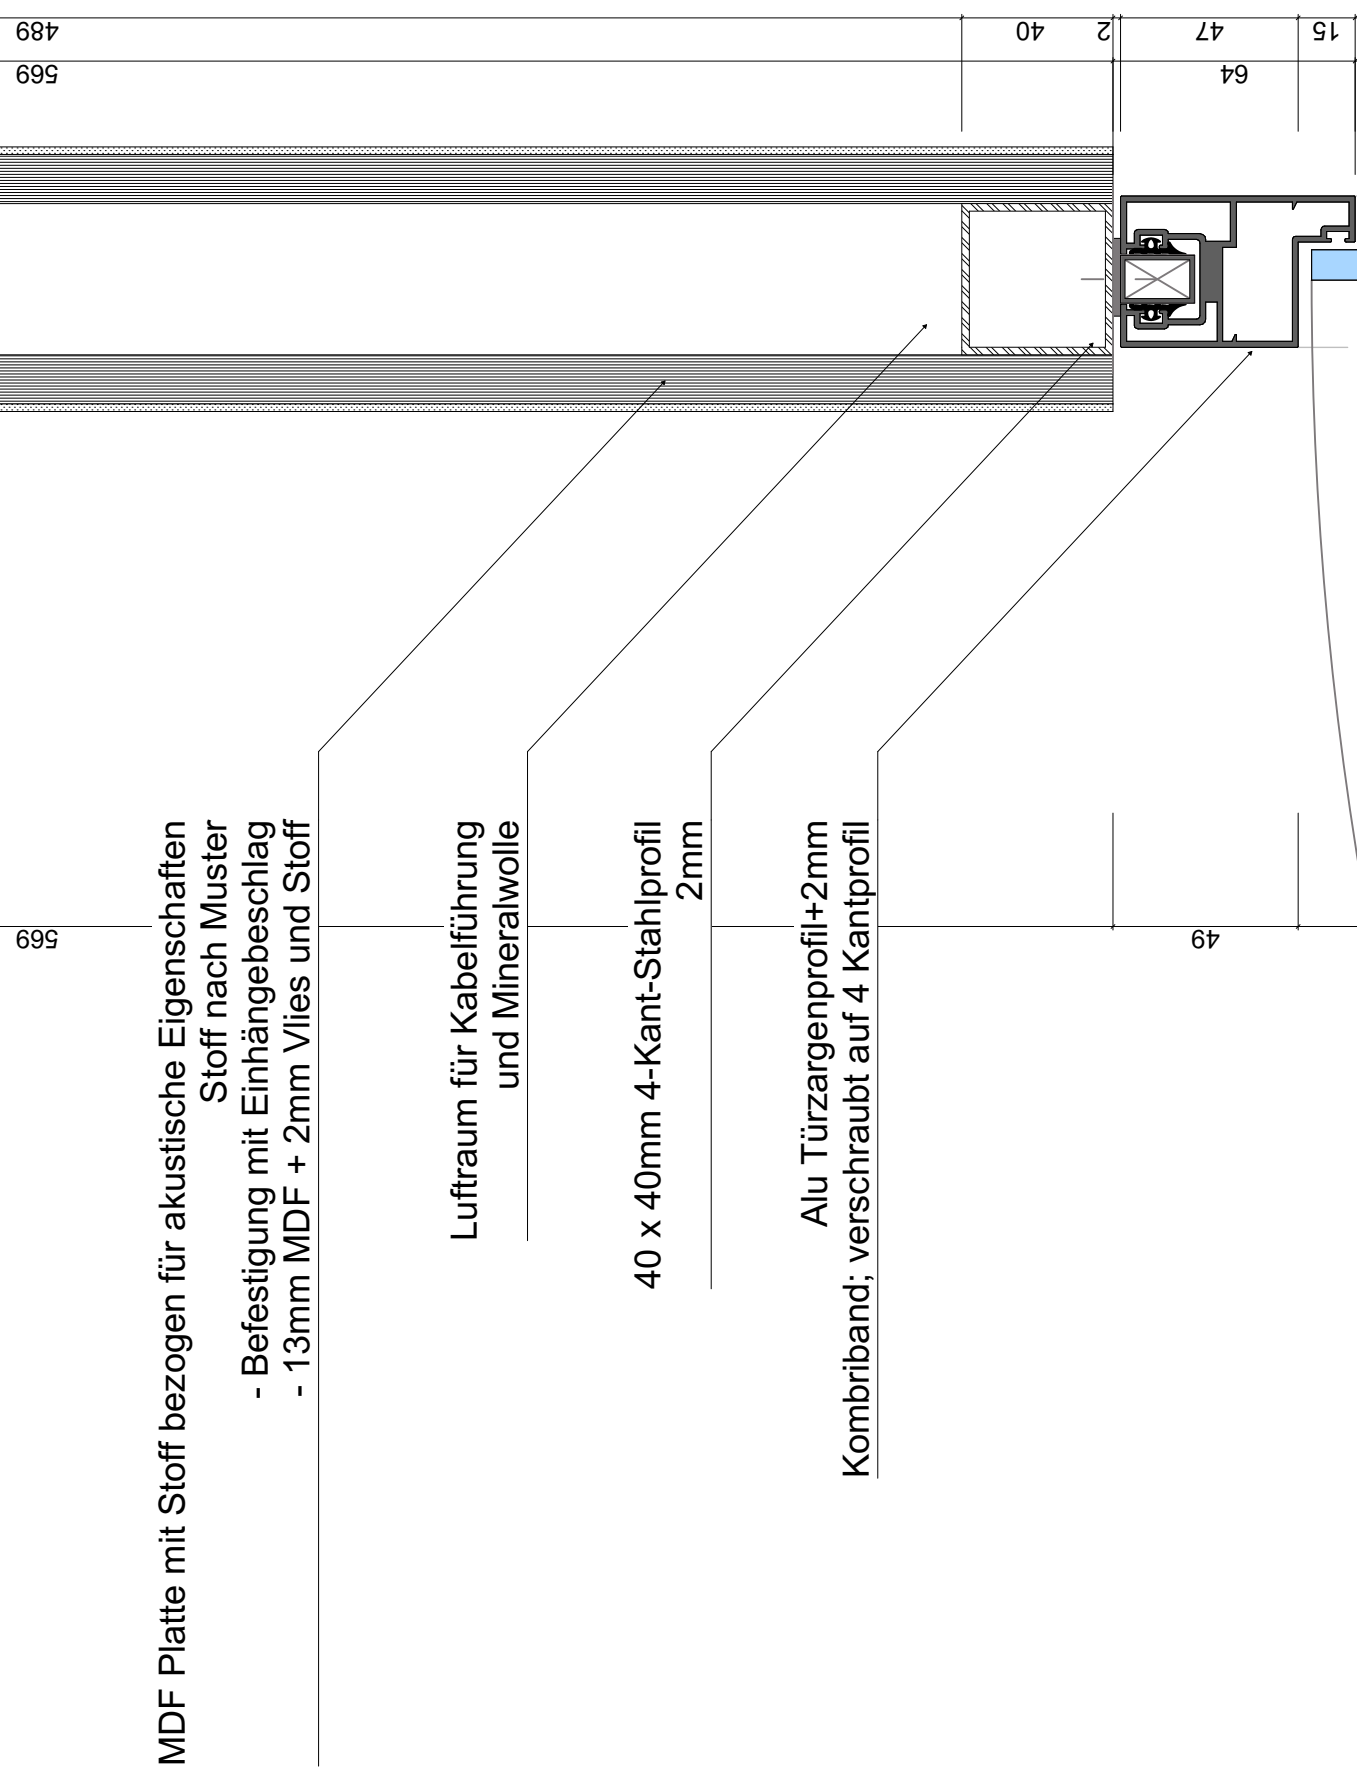 489
40
2
47
15
569
64
MDF Platte mit Stoff bezogen für akustische Eigenschaften
Stoff nach Muster
- Befestigung mit Einhängebeschlag
- 13mm MDF + 2mm Vlies und Stoff
Luftraum für Kabelführung
und Mineralwolle
40 x 40mm 4-Kant-Stahlprofil
2mm
Alu Türzargenprofil+2mm
Kombriband; verschraubt auf 4 Kantprofil
569
49